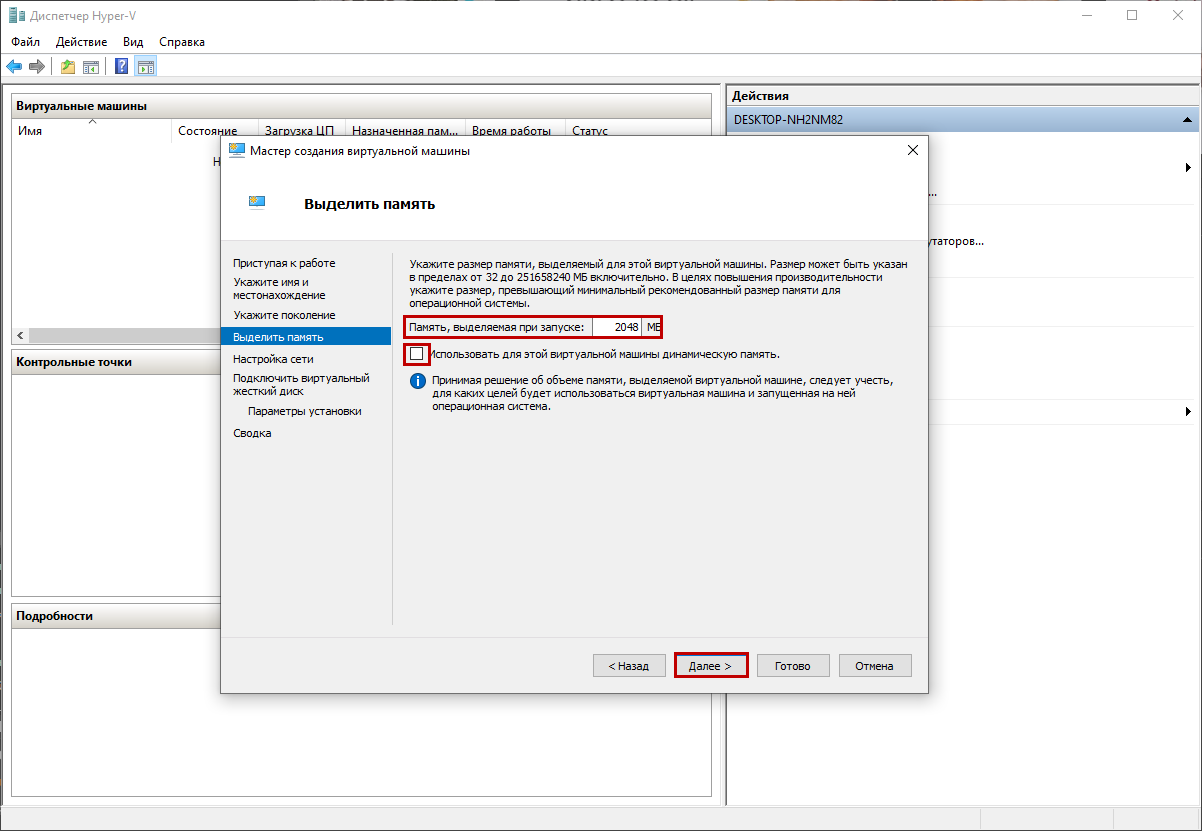 Диспетчер Hyper-V
Файл Действие Вид Справка
Виртуальные машины
Имя Состояние Загрузка ЦП Назначенная пам... Время работы Статус
Н
Контрольные точки
Подробности
Действия
DESKTOP-NH2NM82
...
утаторов...
Мастер создания виртуальной машины
Выделить память
Приступая к работе
Укажите имя и
местонахождение
Укажите поколение
Выделить память
Настройка сети
Подключить виртуальный
жесткий диск
Параметры установки
Сводка
Укажите размер памяти, выделяемый для этой виртуальной машины. Размер может быть указан
в пределах от 32 до 251658240 МБ включительно. В целях повышения производительности
укажите размер, превышающий минимальный рекомендованный размер памяти для
операционной системы.
Память, выделяемая при запуске: 2048 МБ
Использовать для этой виртуальной машины динамическую память.
Принимая решение об объеме памяти, выделяемой виртуальной машине, следует учесть,
для каких целей будет использоваться виртуальная машина и запущенная на ней
операционная система.
< Назад Далее > Готово Отмена